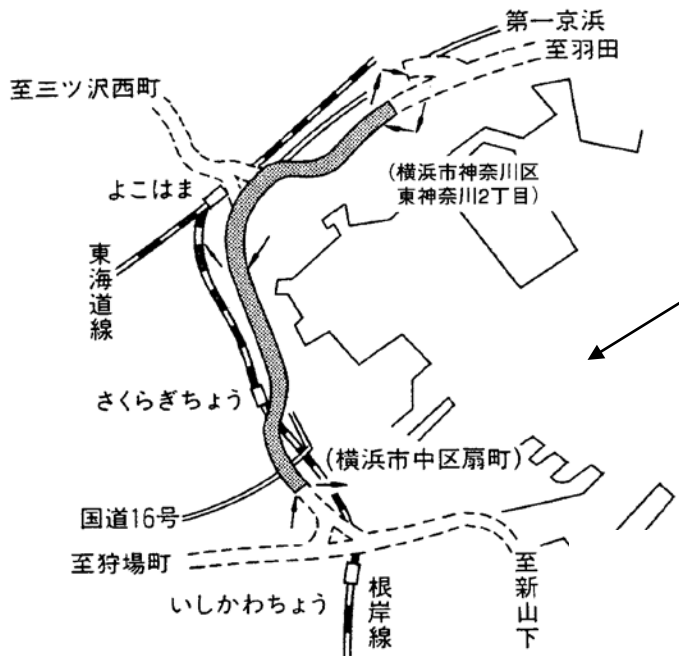 第一京浜
至羽田
至三ツ沢西町
(横浜市神奈川区
東神奈川2丁目)
よこはま
東海道線
さくらぎちょう
(横浜市中区扇町)
国道16号
至狩場町
至新山下
いしかわちょう
根岸線